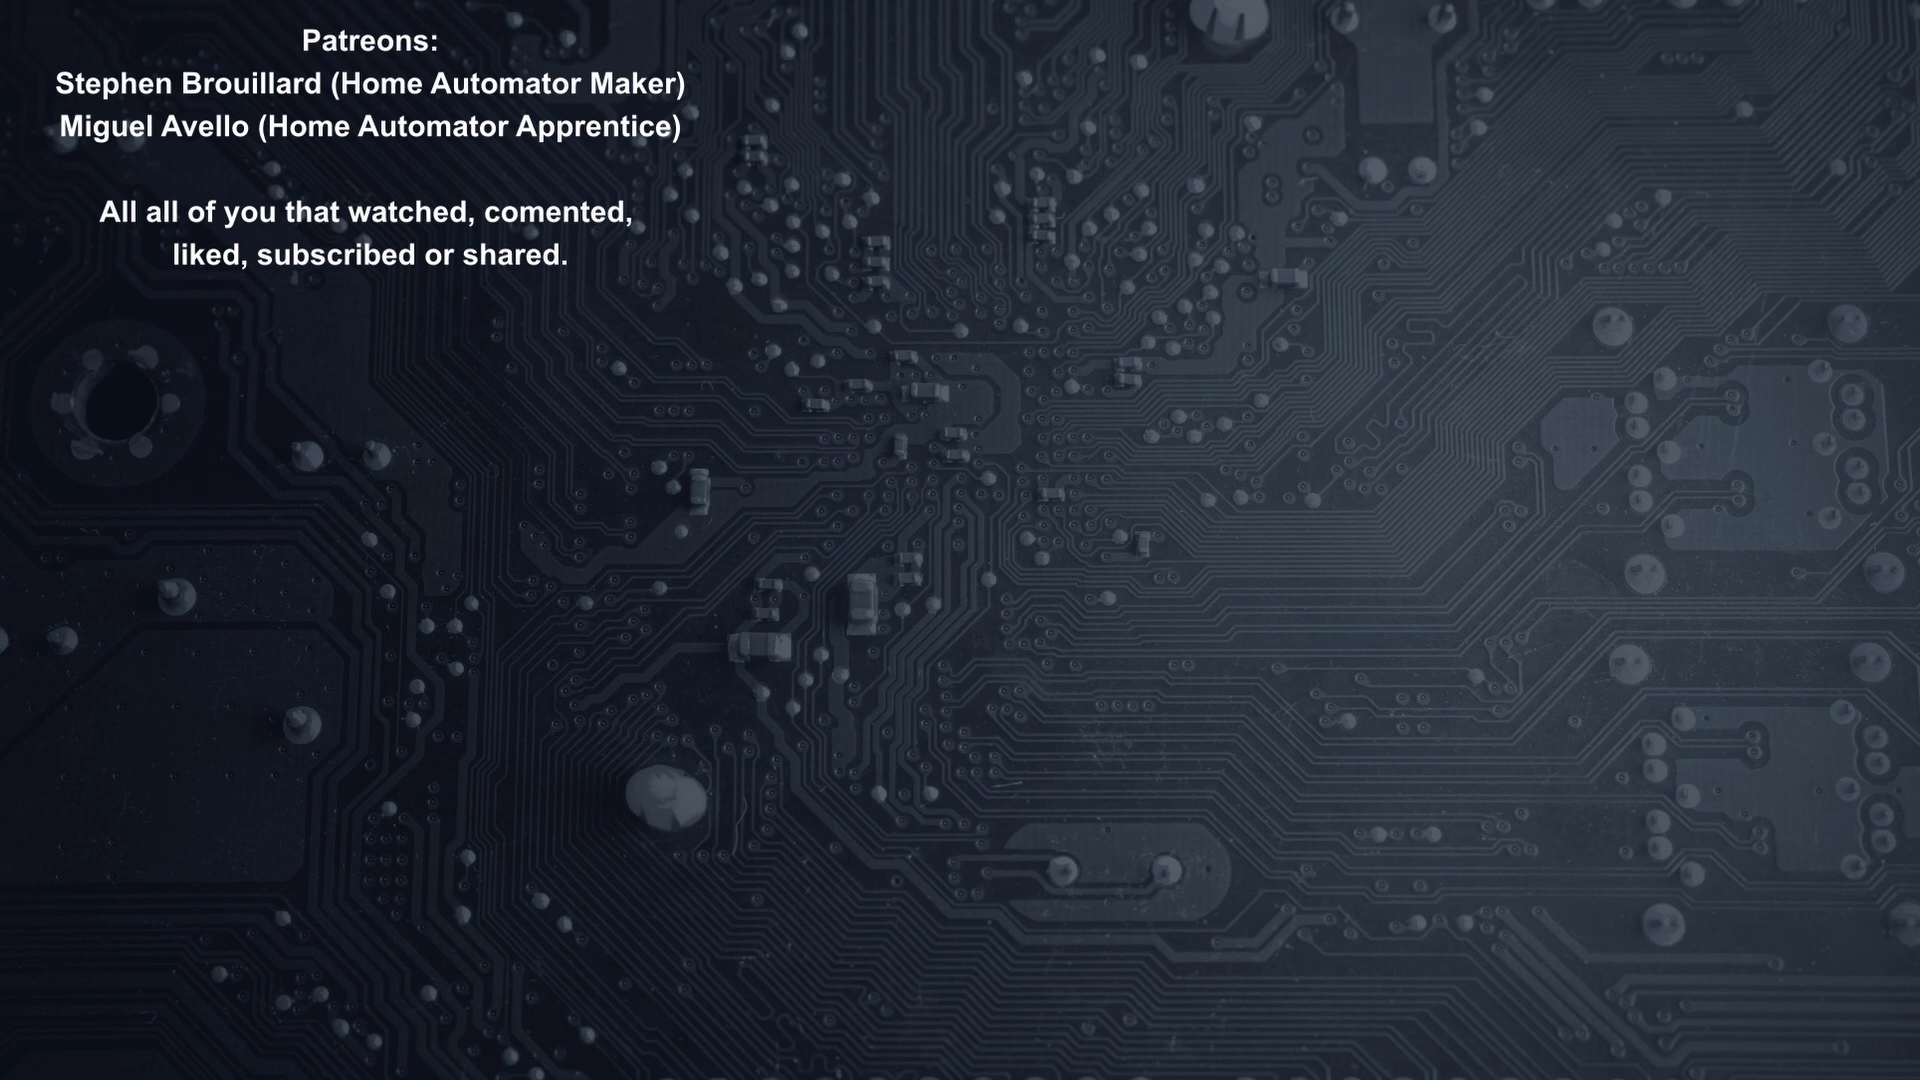 Patreons:
Stephen Brouillard (Home Automator Maker)
Miguel Avello (Home Automator Apprentice)
All all of you that watched, comented,
liked, subscribed or shared.